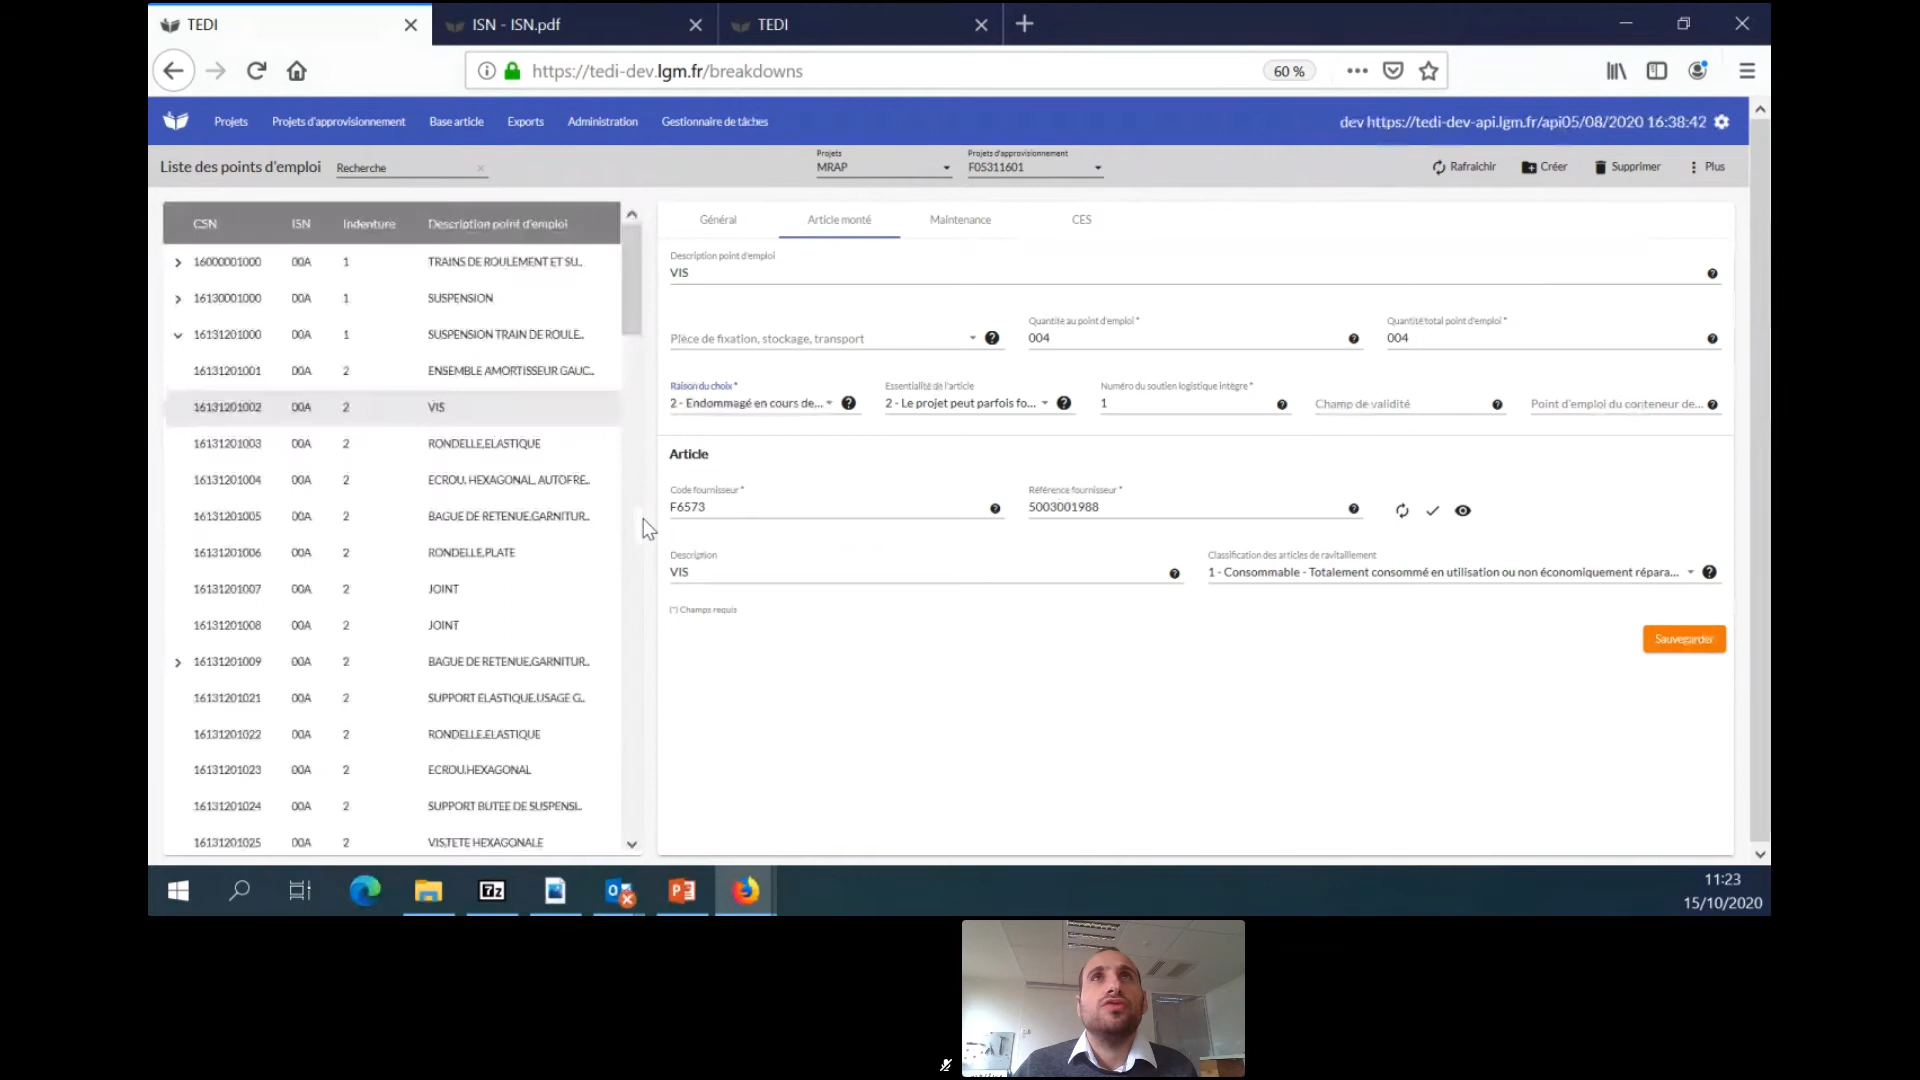 TEDI
ISN - ISN.pdf
TEDI
https://tedi-dev.lgm.fr/breakdowns
60 %
Projets
Projets d'approvisionnement
Base article
Exports
Administration
Gestionnaire de tâches
dev https://tedi-dev-api.lgm.fr/api05/08/2020 16:38:42
Liste des points d'emploi
Recherche
Projets
MRAP
Projets d'approvisionnement
F05311601
Rafraichir
Créer
Supprimer
Plus
CSN ISN Indenture Description point d'emploi
16000001000 00A 1 TRAINS DE ROULEMENT ET SU...
16130001000 00A 1 SUSPENSION
16131201000 00A 1 SUSPENSION TRAIN DE ROULE...
16131201001 00A 2 ENSEMBLE AMORTISSEUR GAUC...
16131201002 00A 2 VIS
16131201003 00A 2 RONDELLE,ELASTIQUE
16131201004 00A 2 ECROU, HEXAGONAL, AUTOFRE...
16131201005 00A 2 BAGUE DE RETENUE,GARNITUR...
16131201006 00A 2 RONDELLE,PLATE
16131201007 00A 2 JOINT
16131201008 00A 2 JOINT
16131201009 00A 2 BAGUE DE RETENUE,GARNITUR...
16131201021 00A 2 SUPPORT ELASTIQUE,USAGE G...
16131201022 00A 2 RONDELLE,ELASTIQUE
16131201023 00A 2 ECROU,HEXAGONAL
16131201024 00A 2 SUPPORT BUTEE DE SUSPENSI...
16131201025 00A 2 VIS,TETE HEXAGONALE
Général
Article monté
Maintenance
CES
Description point d'emploi
VIS
Pièce de fixation, stockage, transport
Quantité au point d'emploi *
004
Quantité total point d'emploi *
004
Raison du choix *
2 - Endommagé en cours de...
Essentialité de l'article
2 - Le projet peut parfois fo...
Numéro du soutien logistique intégré *
1
Champ de validité
Point d'emploi du conteneur de...
Article
Code fournisseur *
F6573
Référence fournisseur *
5003001988
Description
VIS
Classification des articles de ravitaillement
1 - Consommable - Totalement consommé en utilisation ou non économiquement répara...
(*) Champs requis
Sauvegarder
11:23
15/10/2020